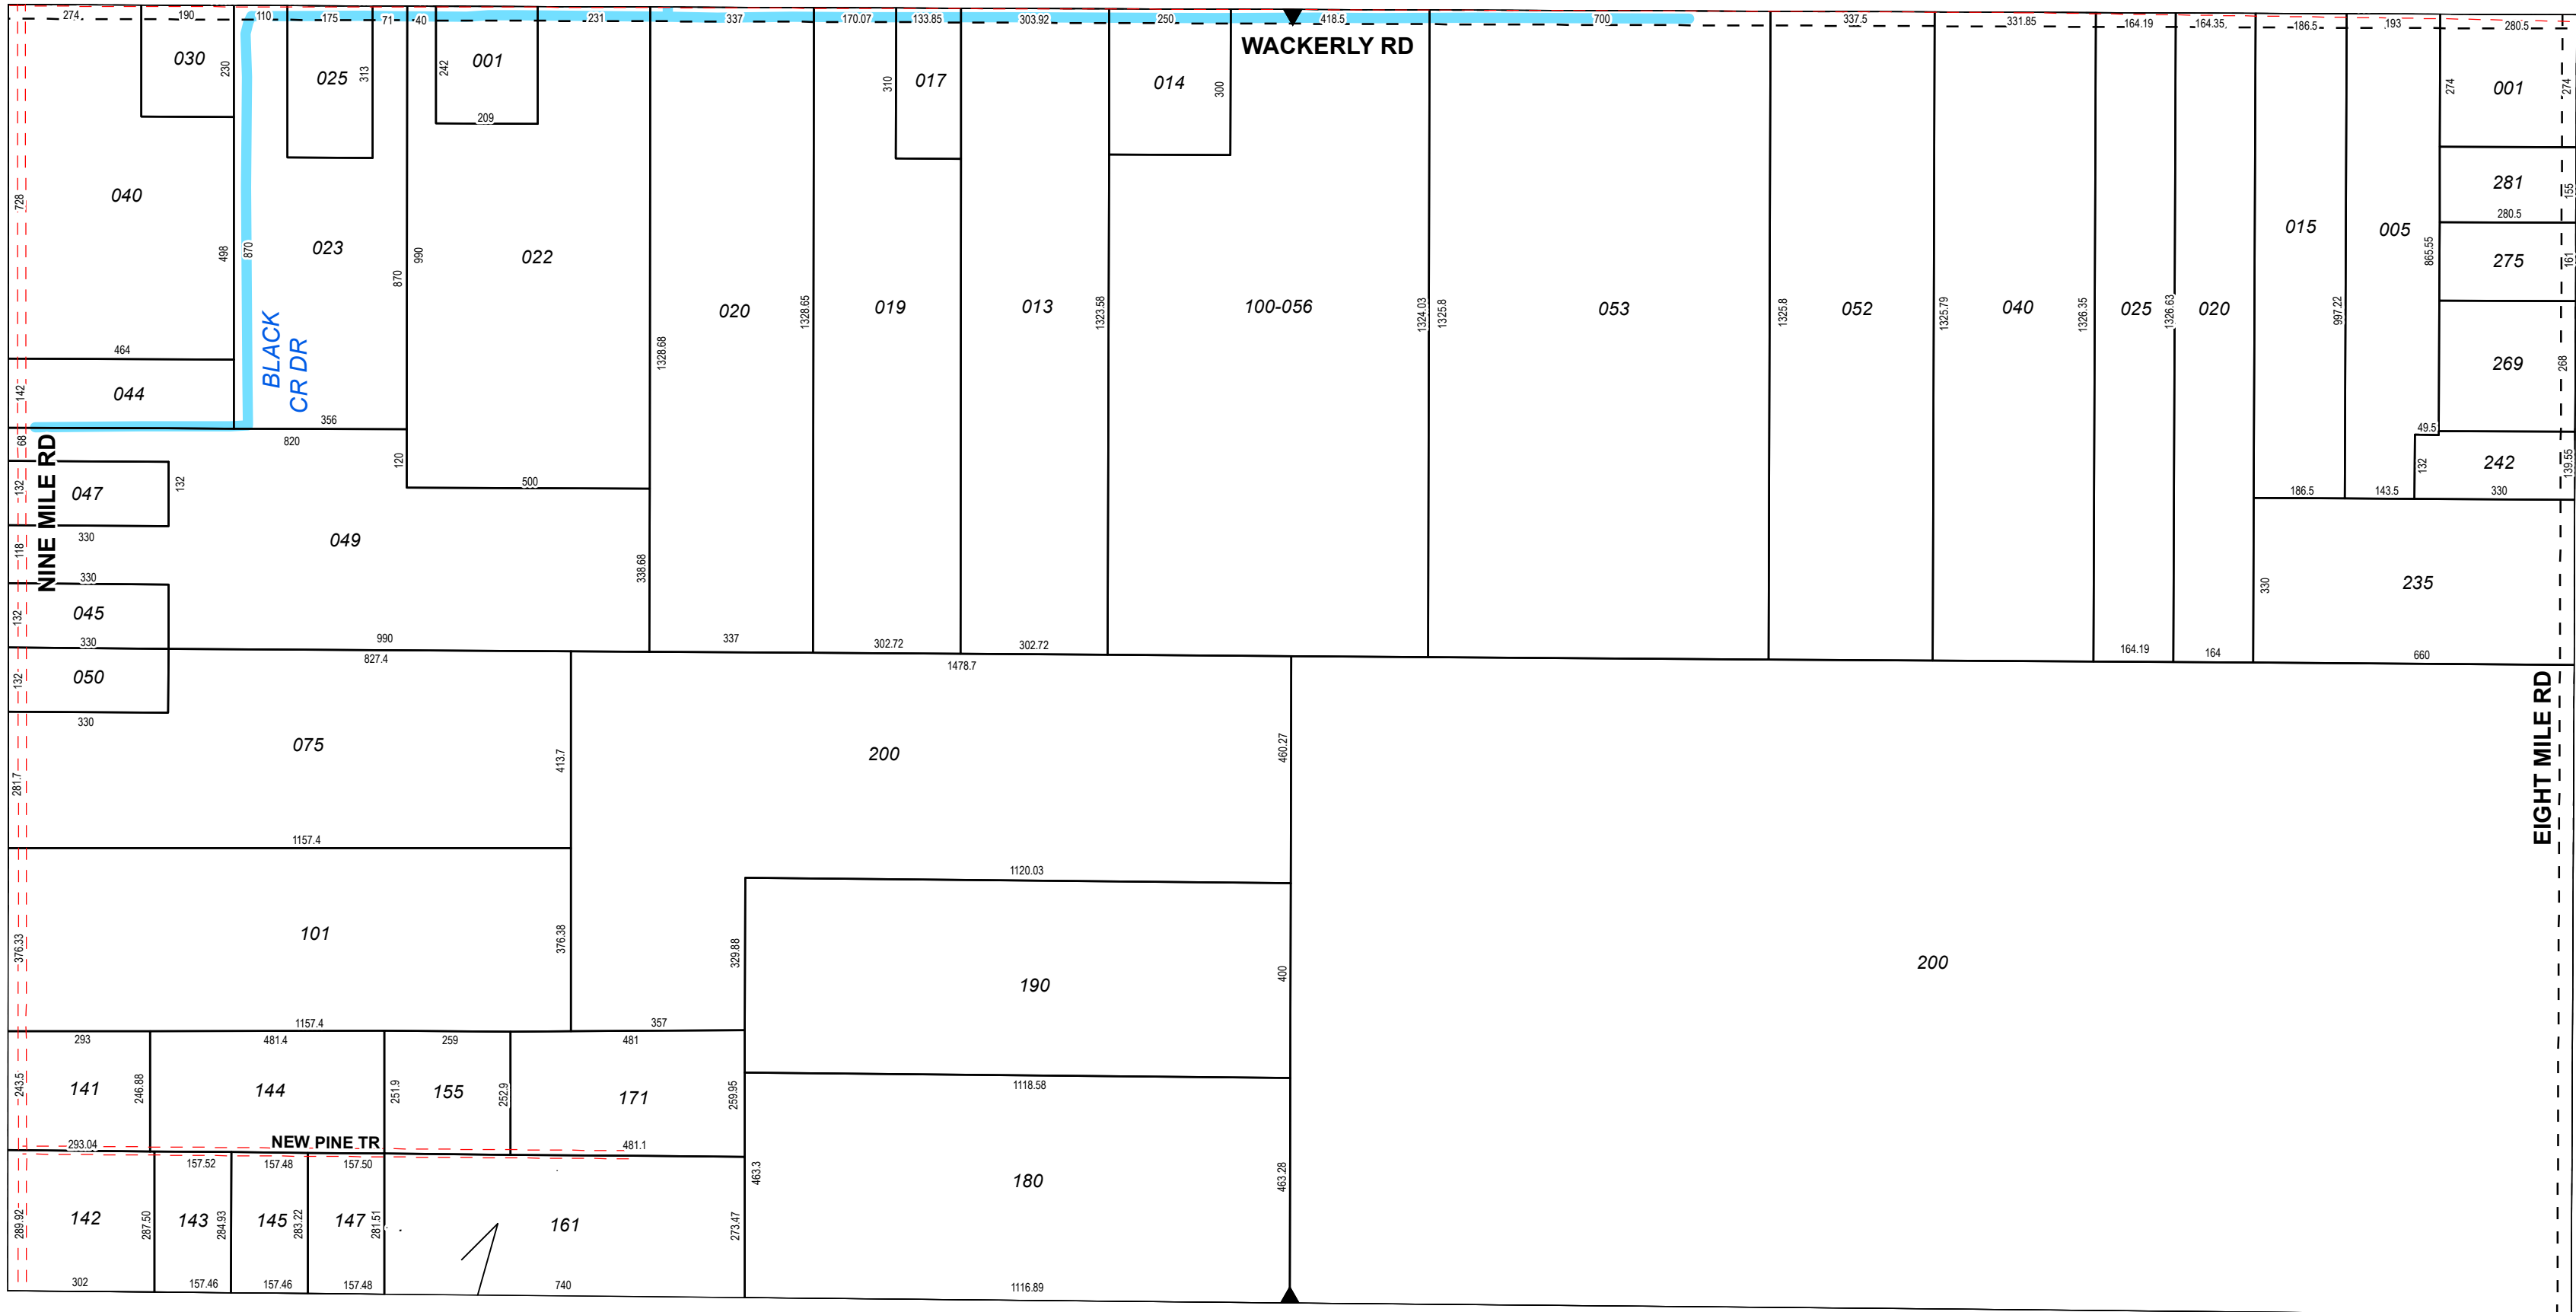 274 190 110 175 71 40 231 337 170.07 133.85 303.92 250 418.5 700 337.5 331.85 164.19 164.35 186.5 193 280.5
WACKERLY RD
030 230 025 313 242 001 310 017 014 300 274 001 274
209
040 728 498
870 023 870 990 022
BLACK
CR DR
1328.68 020 1328.65 019 013 1323.58 100-056 1324.03 1325.8 053 1325.8 052 1325.79 040 1326.35 025 1326.63 020 015 997.22 005 865.55
281 155
280.5
275 161
269 268
464
142 044
356
68 820 120
49.5
132 242 139.55
186.5 143.5 330
NINE MILE RD
132 047 132
330
500
118 049
330
132 045 338.68
330 990 337 302.72 302.72 164.19 164 660
330 235
827.4 1478.7
132 050
330
EIGHT MILE RD
281.7 075 413.7 200 460.27
1157.4
1120.03
376.33 101 376.38 329.88 190 400 200
1157.4 357
293 481.4 259 481
243.5 141 246.88 144 251.9 155 252.9 171 259.95
1118.58
293.04 NEW PINE TR 481.1
157.52 157.48 157.50
289.92 142 287.50 143 284.93 145 283.22 147 281.51 161 273.47 463.3 180 463.28
302 157.46 157.46 157.48 740 1116.89